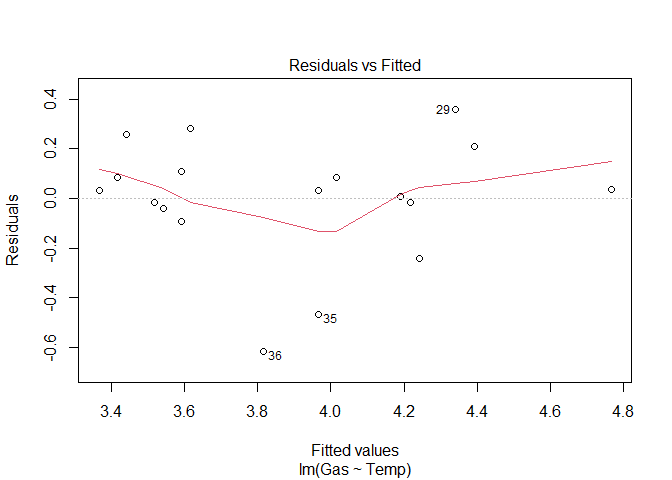 Residuals vs Fitted
Residuals
0.4
0.2
0.0
-0.2
-0.4
-0.6
29
35
36
3.4 3.6 3.8 4.0 4.2 4.4 4.6 4.8
Fitted values
lm(Gas ~ Temp)